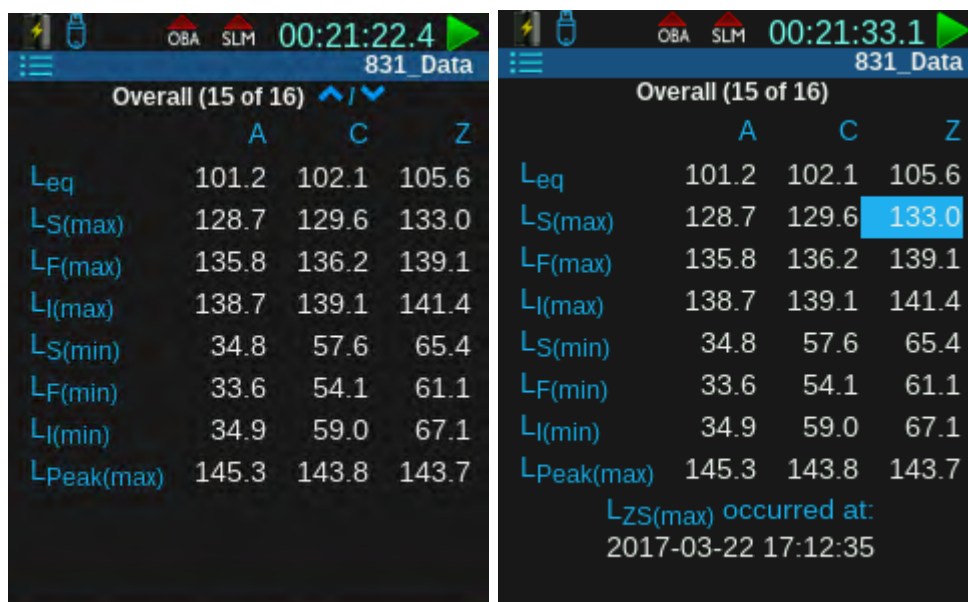 OBA SLM 00:21:22.4
831_Data
Overall (15 of 16) /
A C Z
Leq 101.2 102.1 105.6
LS(max) 128.7 129.6 133.0
LF(max) 135.8 136.2 139.1
LI(max) 138.7 139.1 141.4
LS(min) 34.8 57.6 65.4
LF(min) 33.6 54.1 61.1
LI(min) 34.9 59.0 67.1
LPeak(max) 145.3 143.8 143.7
OBA SLM 00:21:33.1
831_Data
Overall (15 of 16)
A C Z
Leq 101.2 102.1 105.6
LS(max) 128.7 129.6 133.0
LF(max) 135.8 136.2 139.1
LI(max) 138.7 139.1 141.4
LS(min) 34.8 57.6 65.4
LF(min) 33.6 54.1 61.1
LI(min) 34.9 59.0 67.1
LPeak(max) 145.3 143.8 143.7
LZS(max) occurred at:
2017-03-22 17:12:35